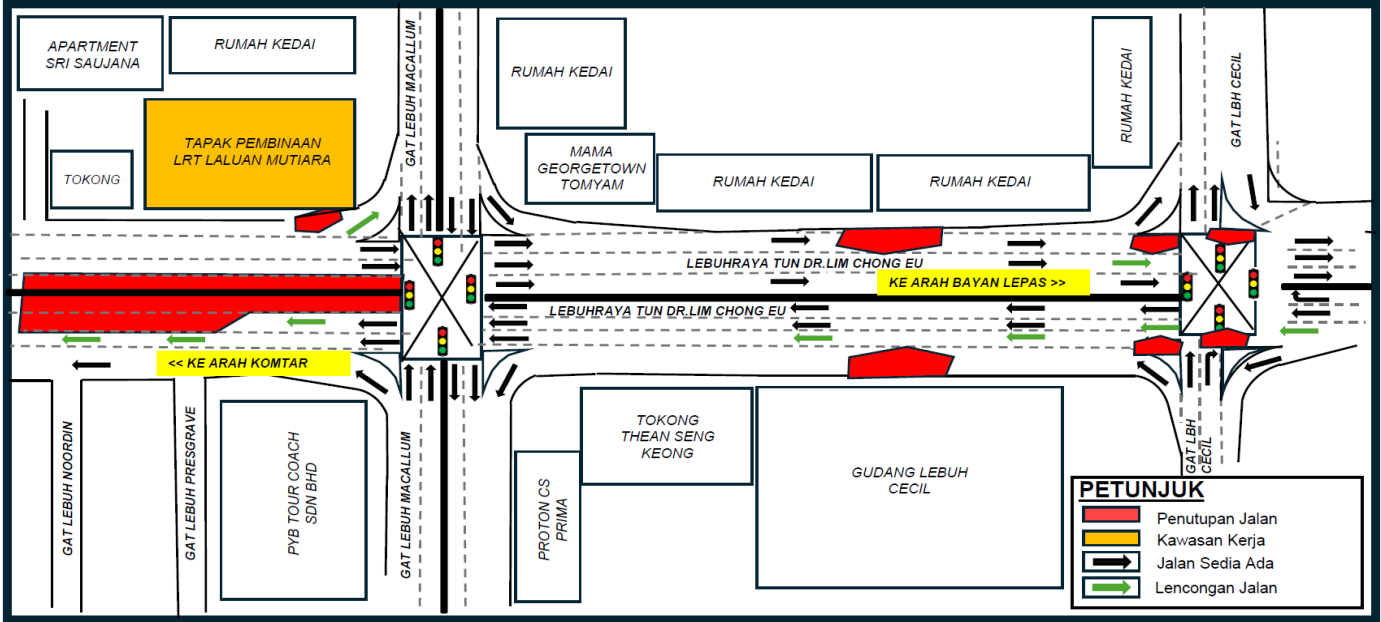 APARTMENT
SRI SAUJANA
RUMAH KEDAI
GAT LEBUH MACALLUM
RUMAH KEDAI
RUMAH KEDAI
GAT LBH CECIL
TAPAK PEMBINAAN
LRT LALUAN MUTIARA
TOKONG
MAMA
GEORGETOWN
TOMYAM
RUMAH KEDAI
RUMAH KEDAI
LEBUHRAYA TUN DR.LIM CHONG EU
KE ARAH BAYAN LEPAS >>
LEBUHRAYA TUN DR.LIM CHONG EU
<< KE ARAH KOMTAR
GAT LEBUH NOORDIN
GAT LEBUH PRESGRAVE
PYB TOUR COACH
SDN BHD
GAT LEBUH MACALLUM
PROTON CS
PRIMA
TOKONG
THEAN SENG
KEONG
GUDANG LEBUH
CECIL
GAT LBH
CECIL
PETUNJUK
Penutupan Jalan
Kawasan Kerja
Jalan Sedia Ada
Lencongan Jalan